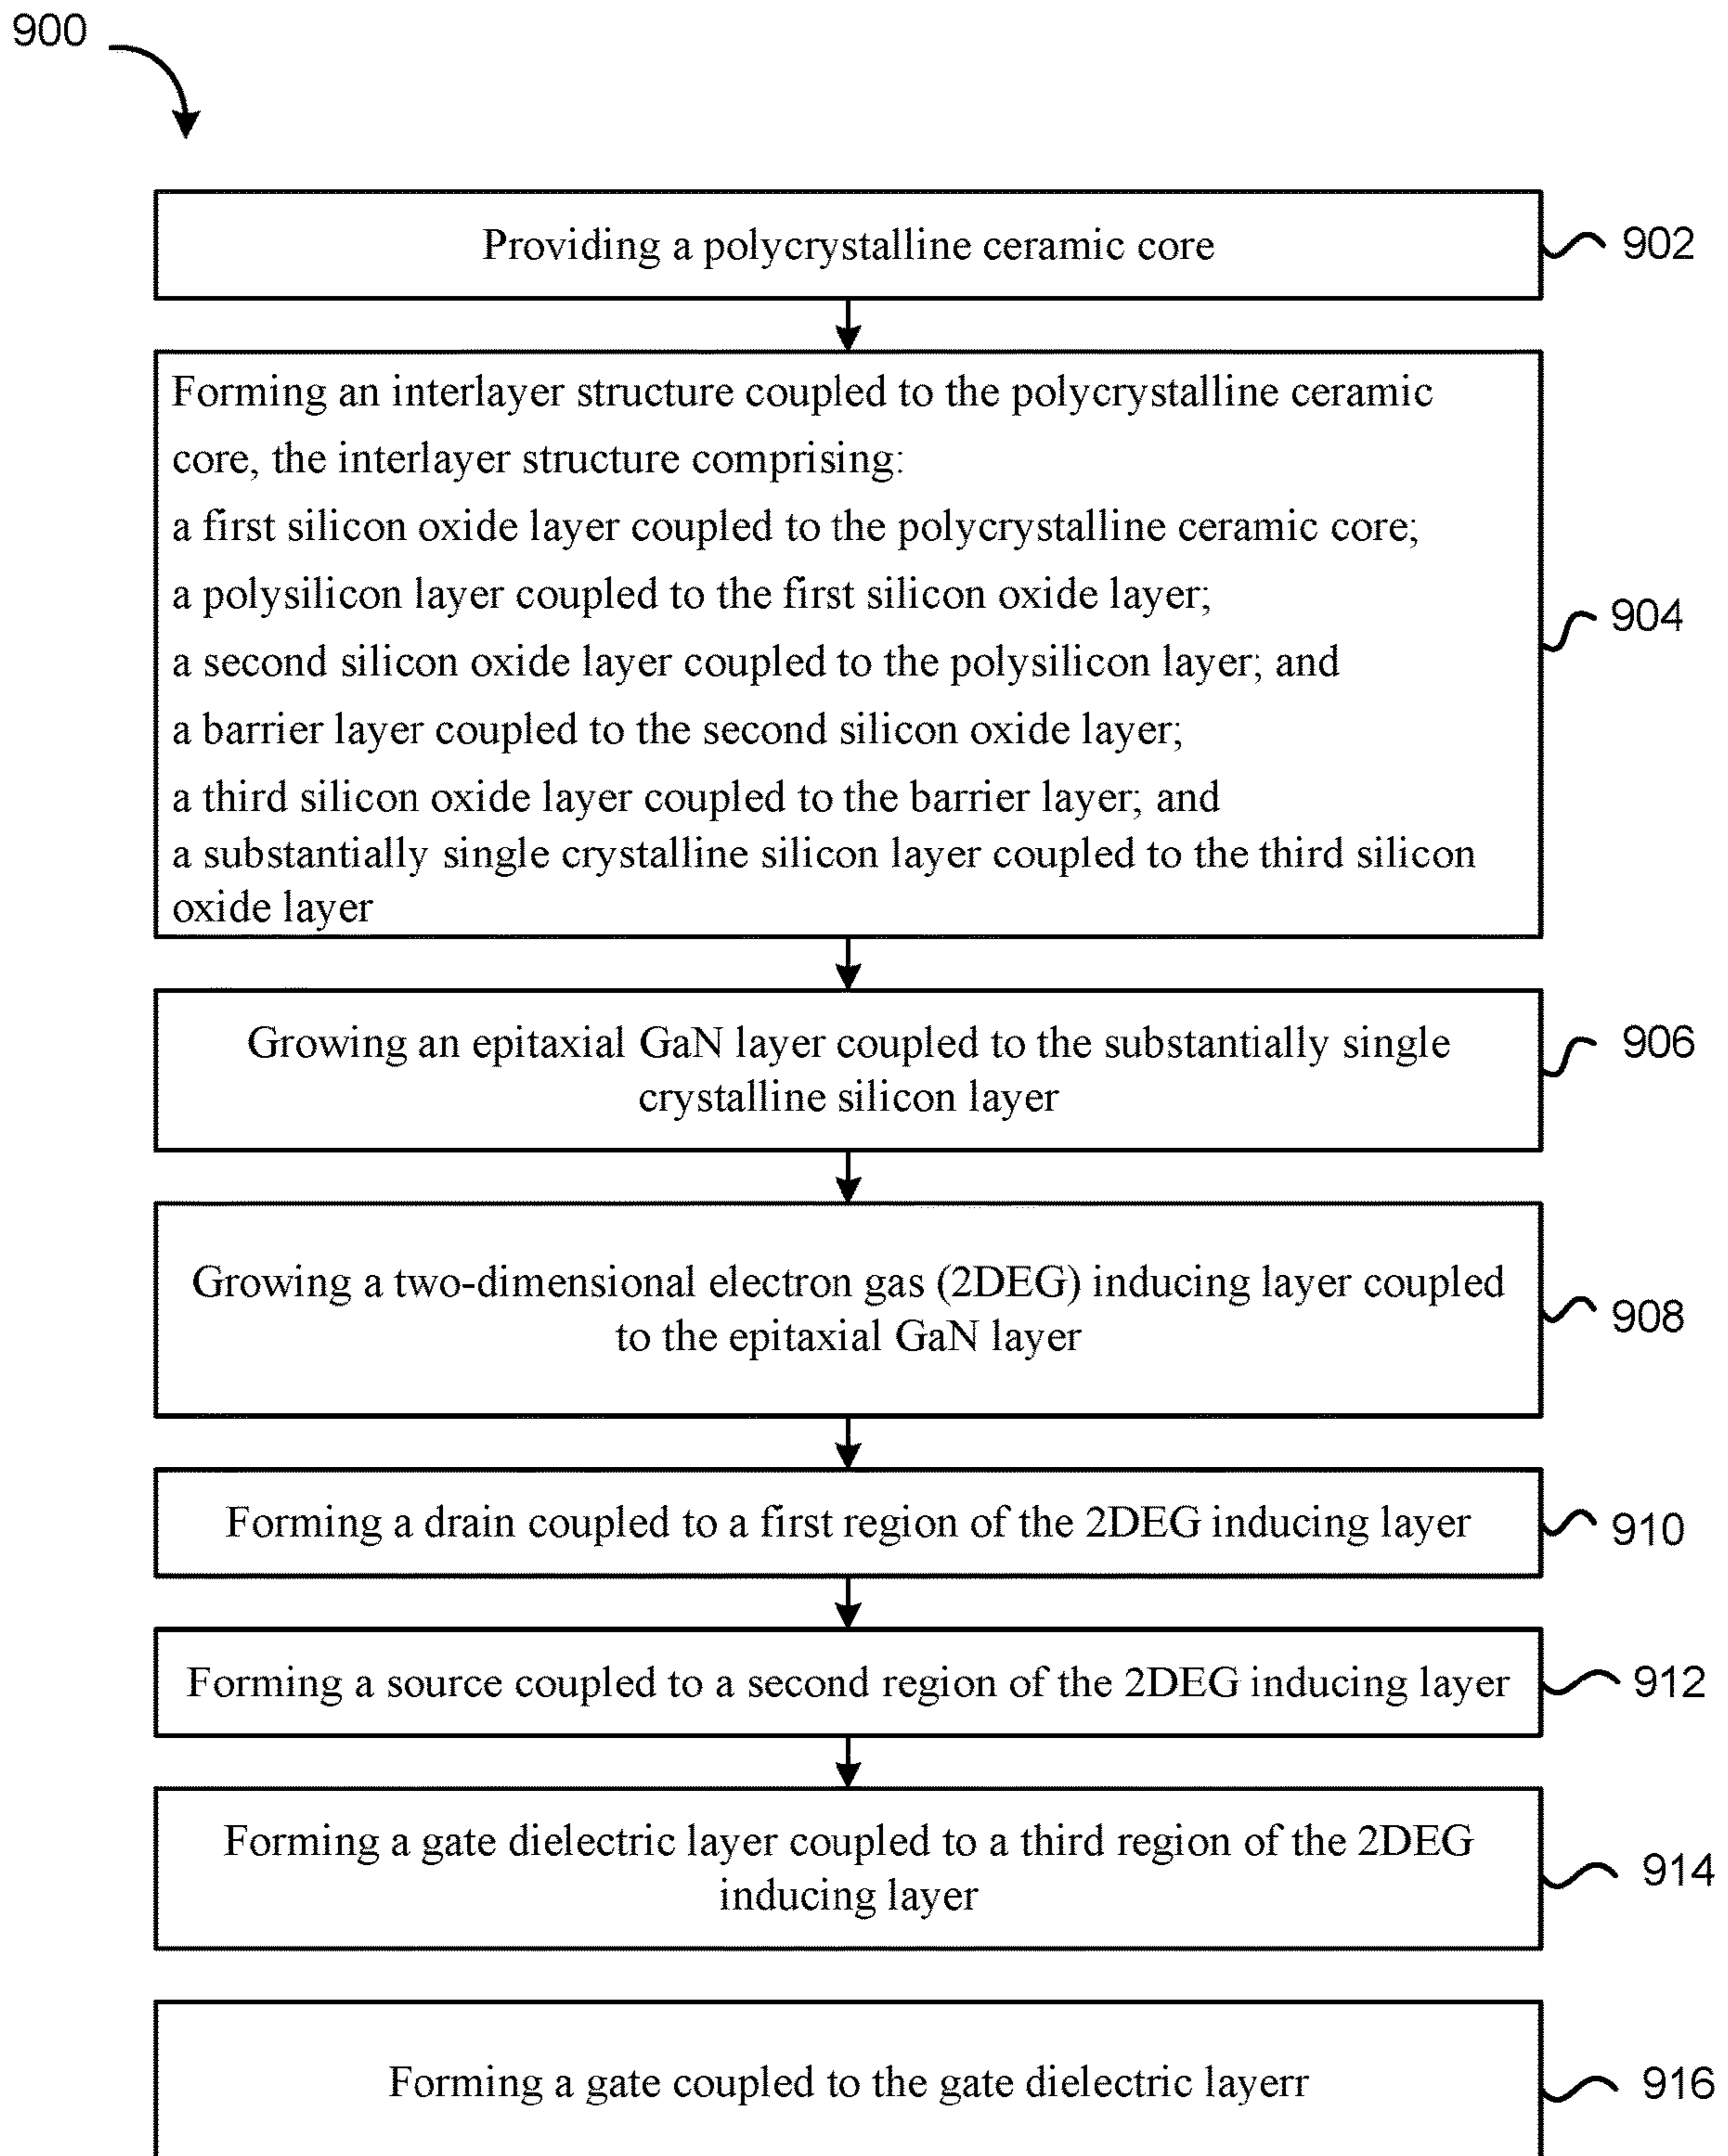 900
Providing a polycrystalline ceramic core
902
Forming an interlayer structure coupled to the polycrystalline ceramic
core, the interlayer structure comprising:
a first silicon oxide layer coupled to the polycrystalline ceramic core;
a polysilicon layer coupled to the first silicon oxide layer;
a second silicon oxide layer coupled to the polysilicon layer; and
a barrier layer coupled to the second silicon oxide layer;
a third silicon oxide layer coupled to the barrier layer; and
a substantially single crystalline silicon layer coupled to the third silicon
oxide layer
904
Growing an epitaxial GaN layer coupled to the substantially single
crystalline silicon layer
906
Growing a two-dimensional electron gas (2DEG) inducing layer coupled
to the epitaxial GaN layer
908
Forming a drain coupled to a first region of the 2DEG inducing layer
910
Forming a source coupled to a second region of the 2DEG inducing layer
912
Forming a gate dielectric layer coupled to a third region of the 2DEG
inducing layer
914
Forming a gate coupled to the gate dielectric layerr
916